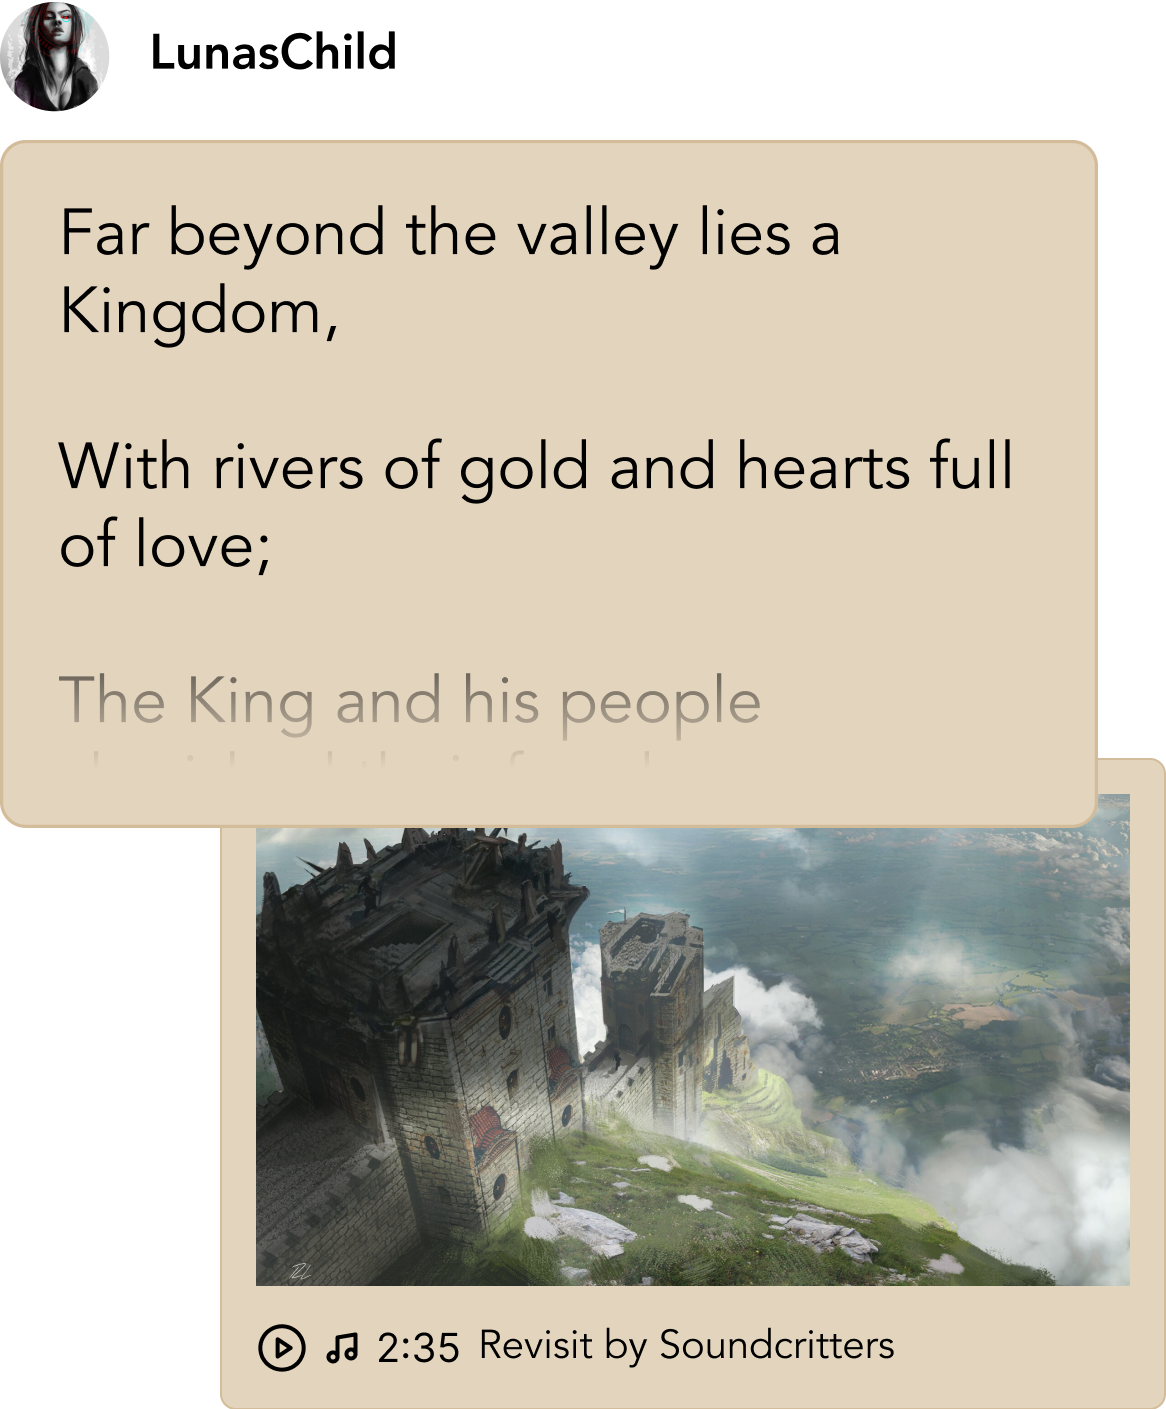 LunasChild
Far beyond the valley lies a
Kingdom,
With rivers of gold and hearts full
of love;
The King and his people
2:35 Revisit by Soundcritters